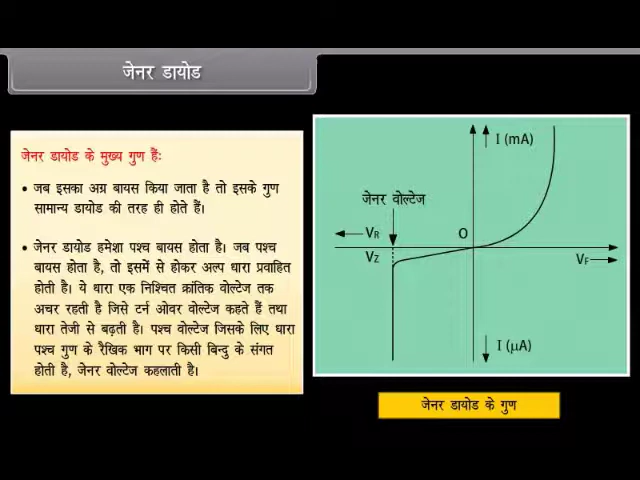 जेनर डायोड
जेनर डायोड के मुख्य गुण हैं:
• जब इसका अग्र बायस किया जाता है तो इसके गुण
सामान्य डायोड की तरह ही होते हैं।
• जेनर डायोड हमेशा पश्च बायस होता है। जब पश्च
बायस होता है, तो इसमें से होकर अल्प धारा प्रवाहित
होती है। ये धारा एक निश्चित क्रांतिक वोल्टेज तक
अचर रहती है जिसे टर्न ओवर वोल्टेज कहते हैं तथा
धारा तेजी से बढ़ती है। पश्च वोल्टेज जिसके लिए धारा
पश्च गुण के रैखिक भाग पर किसी बिन्दु के संगत
होती है, जेनर वोल्टेज कहलाती है।
I (mA)
जेनर वोल्टेज
VR
O
VZ
VF
I (μA)
जेनर डायोड के गुण